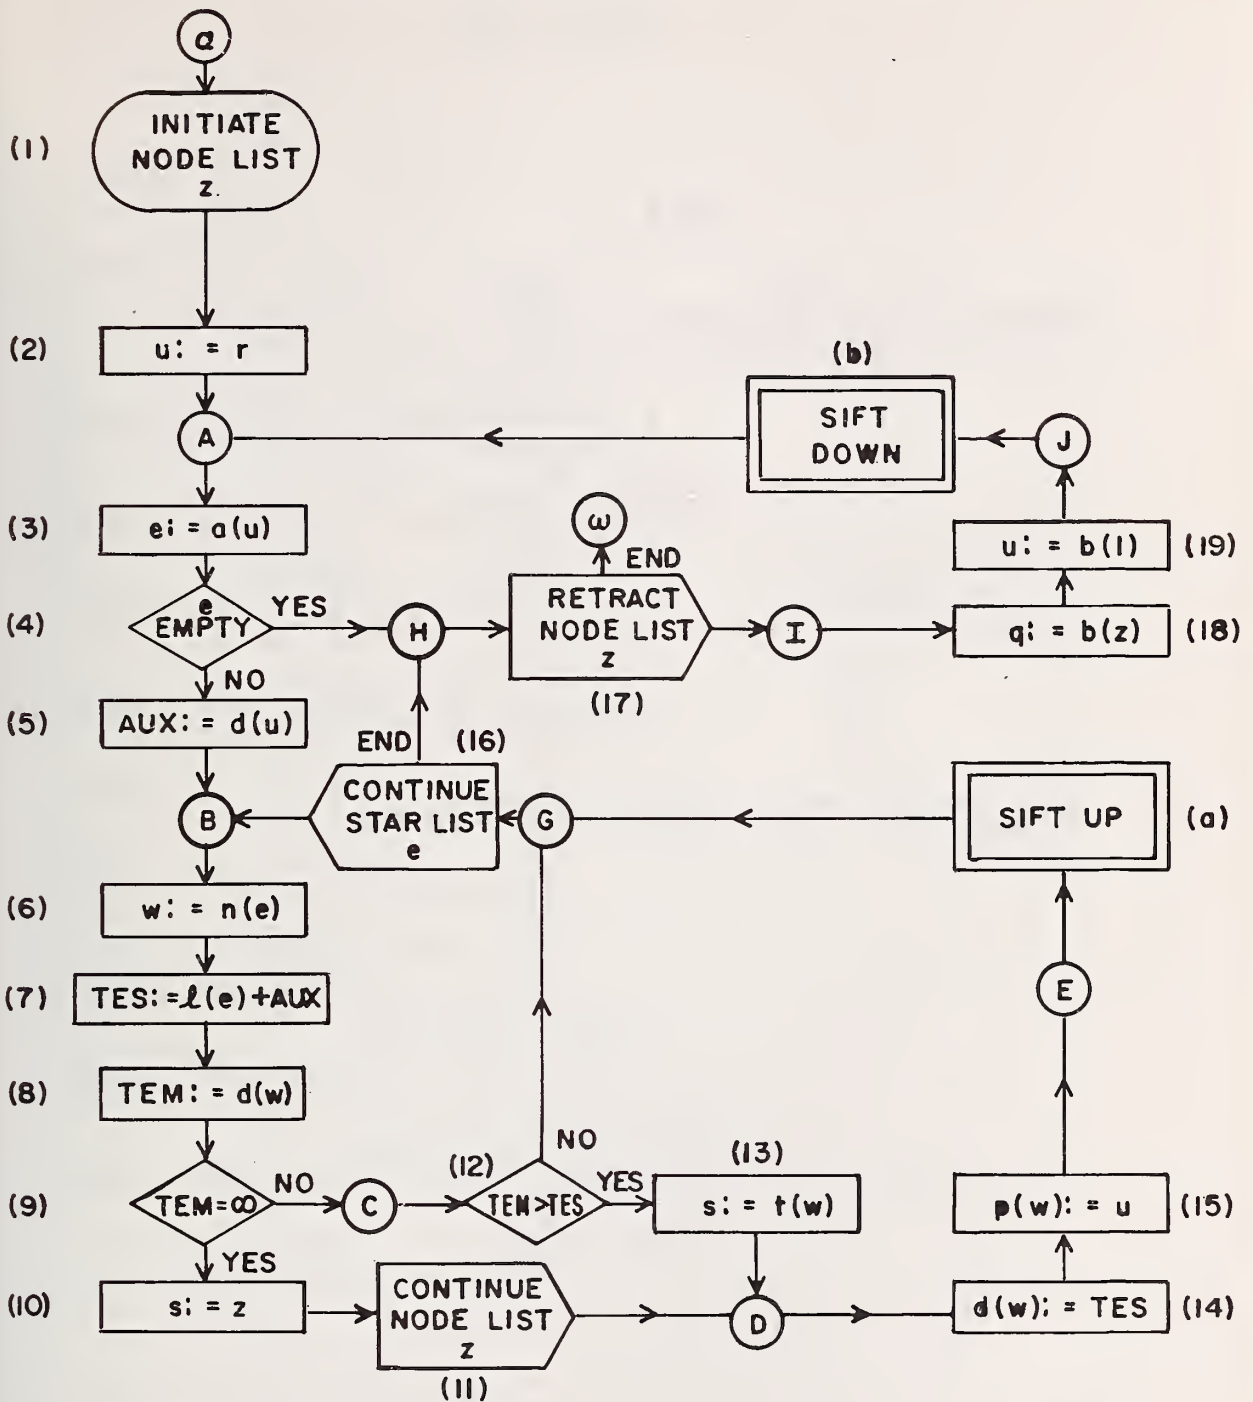 α
(1)
INITIATE
NODE LIST
z.
(2)
u: = r
(b)
SIFT
DOWN
J
A
(3)
e: = a(u)
ω
END
u: = b(1)
(19)
(4)
e
EMPTY
YES
H
RETRACT
NODE LIST
z
(17)
I
q: = b(z)
(18)
NO
(5)
AUX: = d(u)
END
(16)
B
CONTINUE
STAR LIST
e
G
SIFT UP
(a)
(6)
w: = n(e)
(7)
TES: =ℓ(e)+AUX
E
(8)
TEM: = d(w)
(9)
TEM=∞
NO
C
(12)
TEM>TES
NO
YES
(13)
s: = t(w)
p(w): = u
(15)
YES
(10)
s: = z
CONTINUE
NODE LIST
z
(11)
D
d(w): = TES
(14)